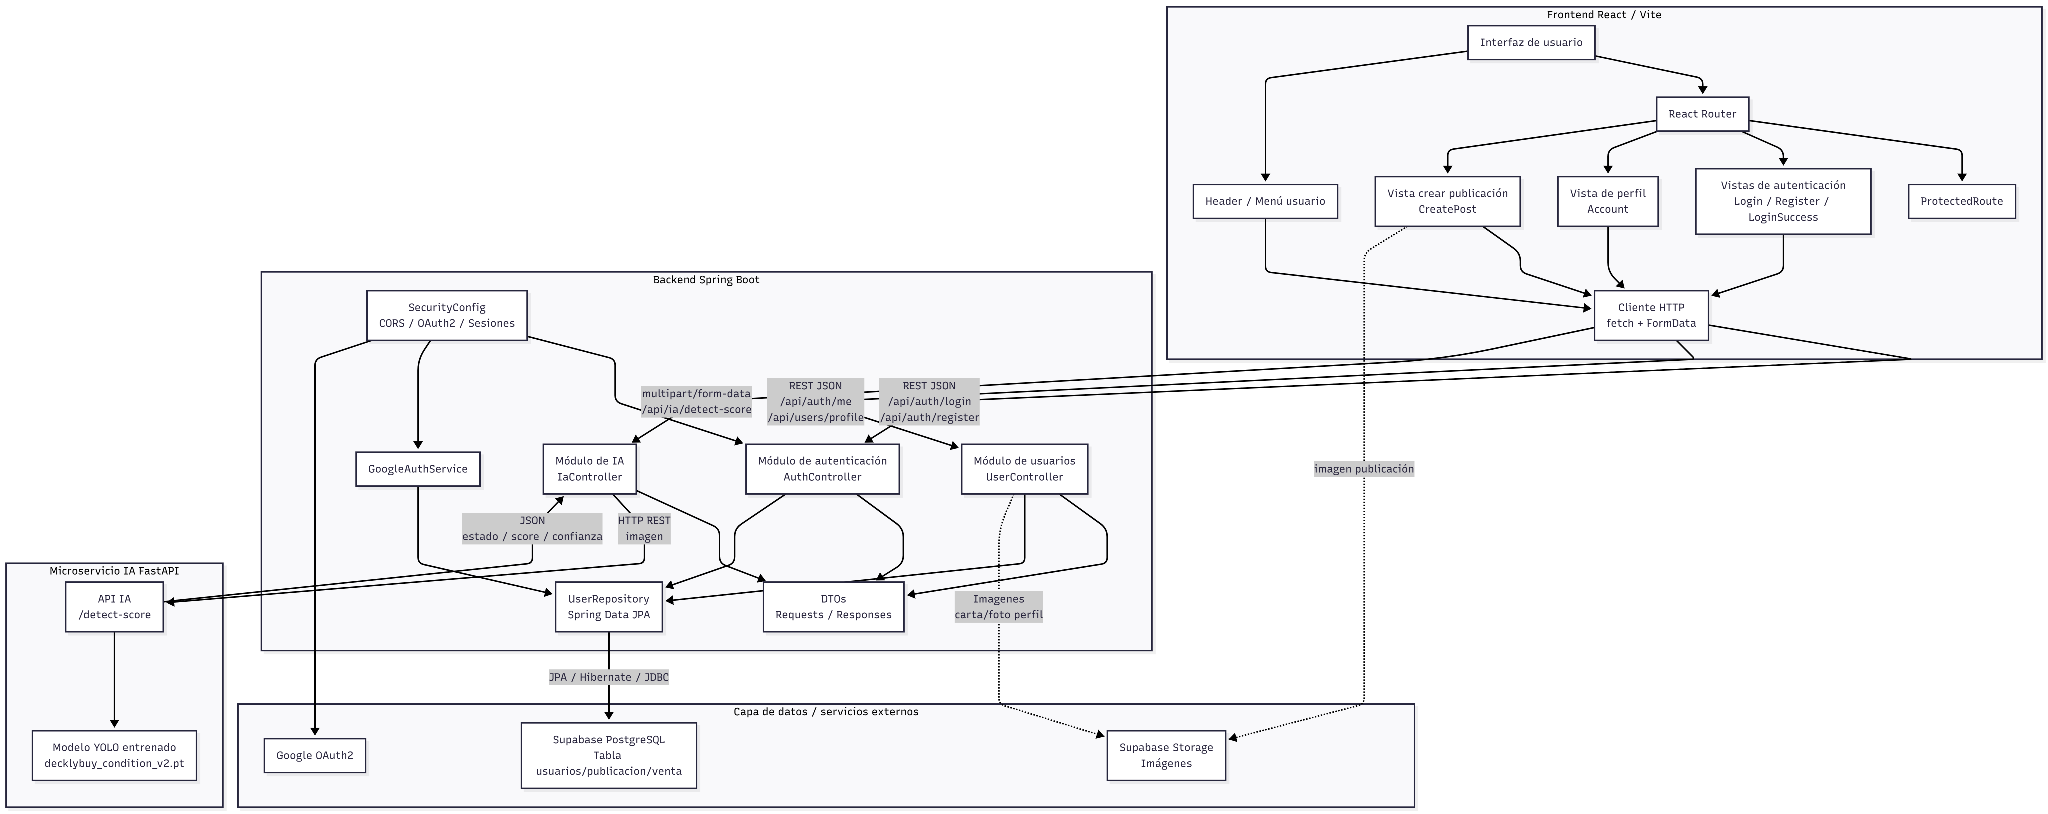 Frontend React / Vite
Interfaz de usuario
React Router
Header / Menú usuario
Vista crear publicación
CreatePost
Vista de perfil
Account
Vistas de autenticación
Login / Register /
LoginSuccess
ProtectedRoute
Cliente HTTP
fetch + FormData
Backend Spring Boot
SecurityConfig
CORS / OAuth2 / Sesiones
multipart/form-data
/api/ia/detect-score
REST JSON
/api/auth/me
/api/users/profile
REST JSON
/api/auth/login
/api/auth/register
GoogleAuthService
Módulo de IA
IaController
Módulo de autenticación
AuthController
Módulo de usuarios
UserController
imagen publicación
JSON
estado / score / confianza
HTTP REST
imagen
UserRepository
Spring Data JPA
DTOs
Requests / Responses
Imagenes
carta/foto perfil
Microservicio IA FastAPI
API IA
/detect-score
Modelo YOLO entrenado
decklybuy_condition_v2.pt
JPA / Hibernate / JDBC
Capa de datos / servicios externos
Google OAuth2
Supabase PostgreSQL
Tabla
usuarios/publicacion/venta
Supabase Storage
Imágenes